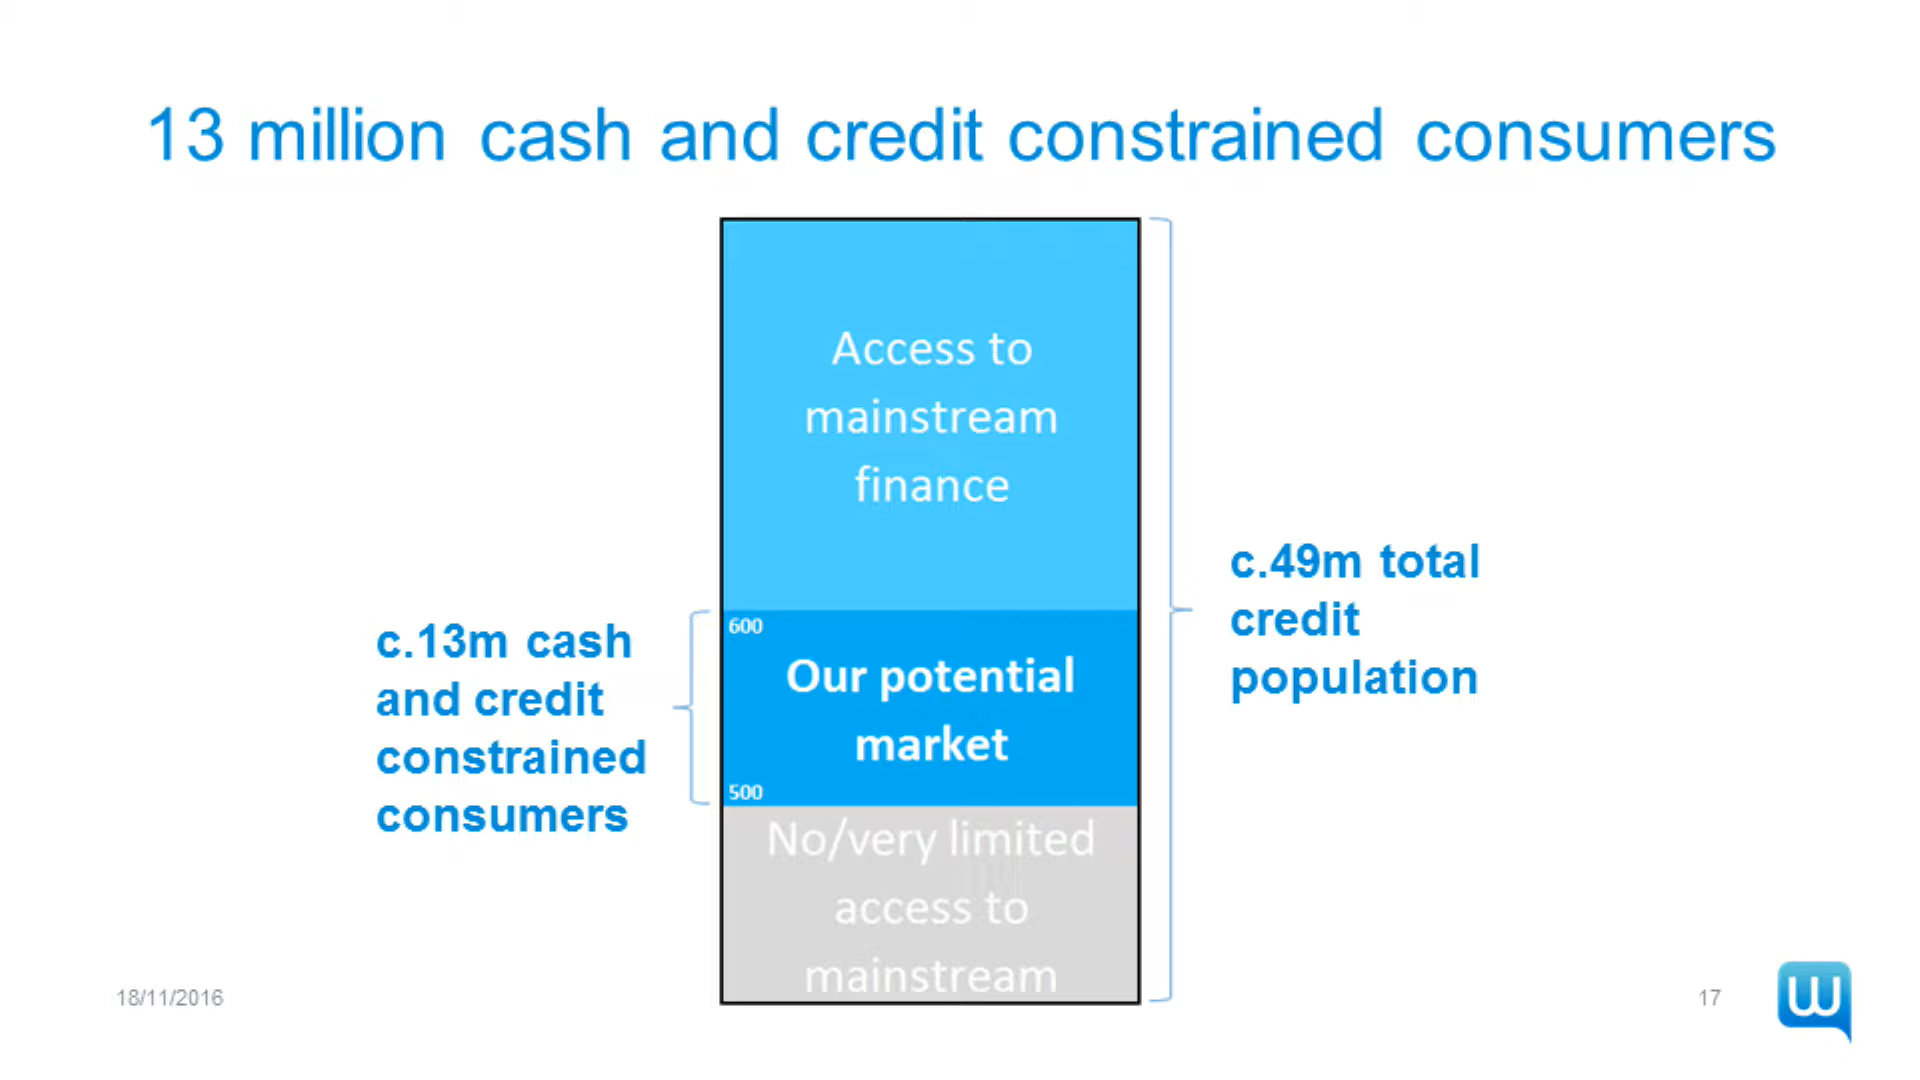 13 million cash and credit constrained consumers
Access to
mainstream
finance
600
Our potential
market
500
No/very limited
access to
mainstream
c.13m cash
and credit
constrained
consumers
c.49m total
credit
population
18/11/2016
17
W